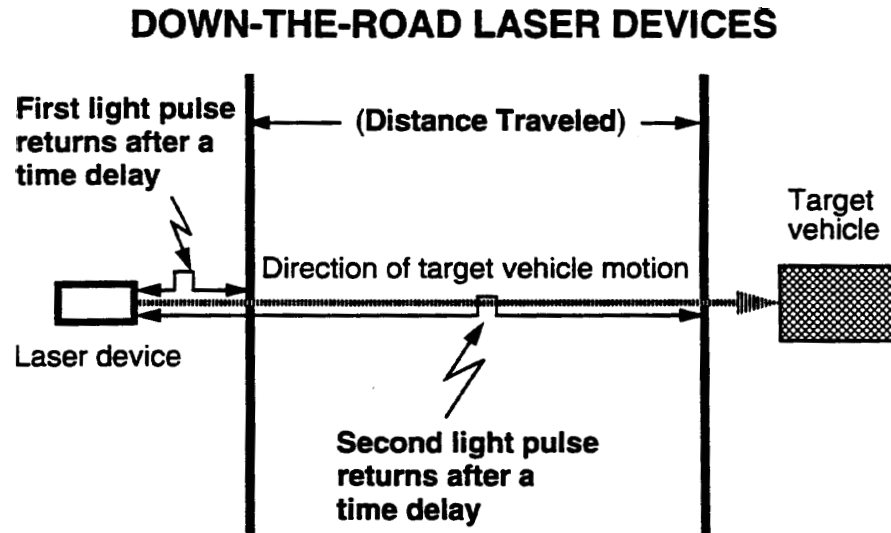 DOWN-THE-ROAD LASER DEVICES
First light pulse
returns after a
time delay
(Distance Traveled)
Target
vehicle
Direction of target vehicle motion
Laser device
Second light pulse
returns after a
time delay